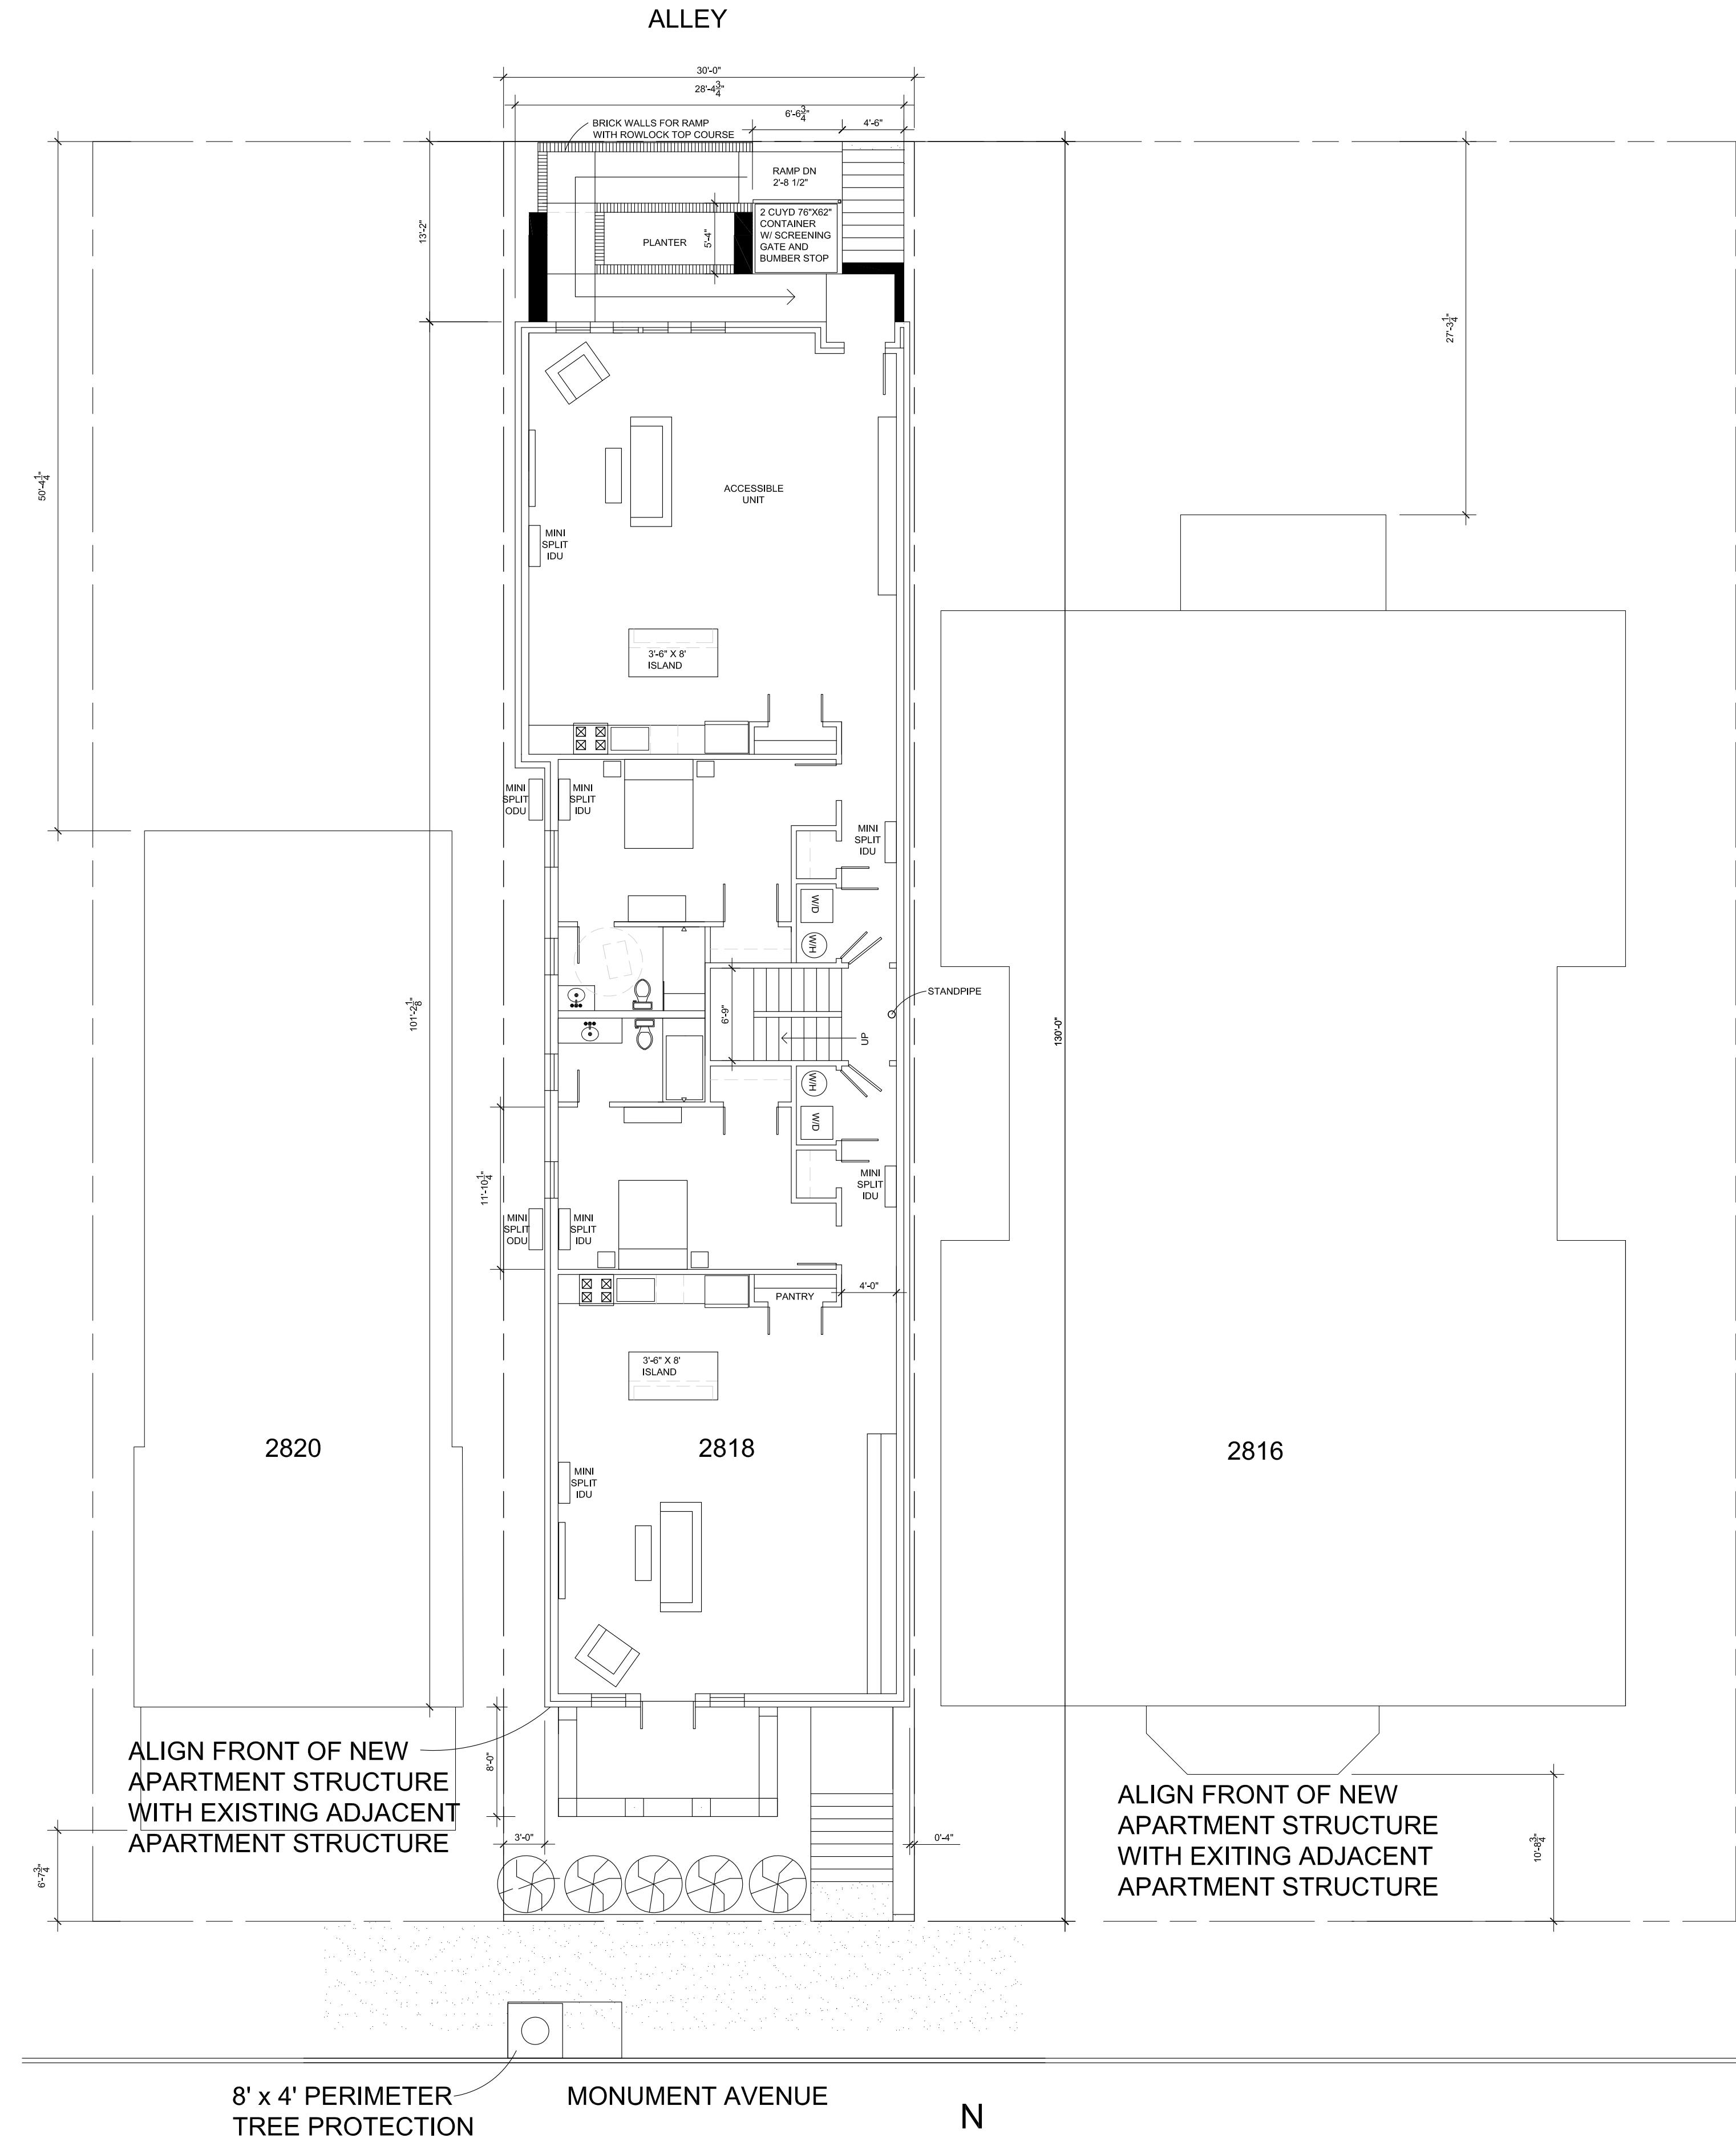 ALLEY
30'-0"
28'-4 3/4"
6'-6 3/4"
4'-6"
BRICK WALLS FOR RAMP
WITH ROWLOCK TOP COURSE
RAMP DN
2'-8 1/2"
2 CUYD 76"X62"
CONTAINER
W/ SCREENING
GATE AND
BUMBER STOP
PLANTER
5'-4"
13'-2"
27'-3 1/4"
50'-4 1/4"
ACCESSIBLE
UNIT
MINI
SPLIT
IDU
3'-6" X 8'
ISLAND
MINI
SPLIT
ODU
MINI
SPLIT
IDU
MINI
SPLIT
IDU
W/D
W/H
STANDPIPE
6'-9"
UP
101'-2 1/8"
130'-0"
W/H
W/D
11'-10 1/4"
MINI
SPLIT
IDU
MINI
SPLIT
ODU
MINI
SPLIT
IDU
4'-0"
PANTRY
3'-6" X 8'
ISLAND
2820
2818
2816
MINI
SPLIT
IDU
ALIGN FRONT OF NEW
APARTMENT STRUCTURE
WITH EXISTING ADJACENT
APARTMENT STRUCTURE
8'-0"
3'-0"
0'-4"
6'-7 3/4"
ALIGN FRONT OF NEW
APARTMENT STRUCTURE
WITH EXITING ADJACENT
APARTMENT STRUCTURE
10'-8 3/4"
8' x 4' PERIMETER
TREE PROTECTION
MONUMENT AVENUE
N